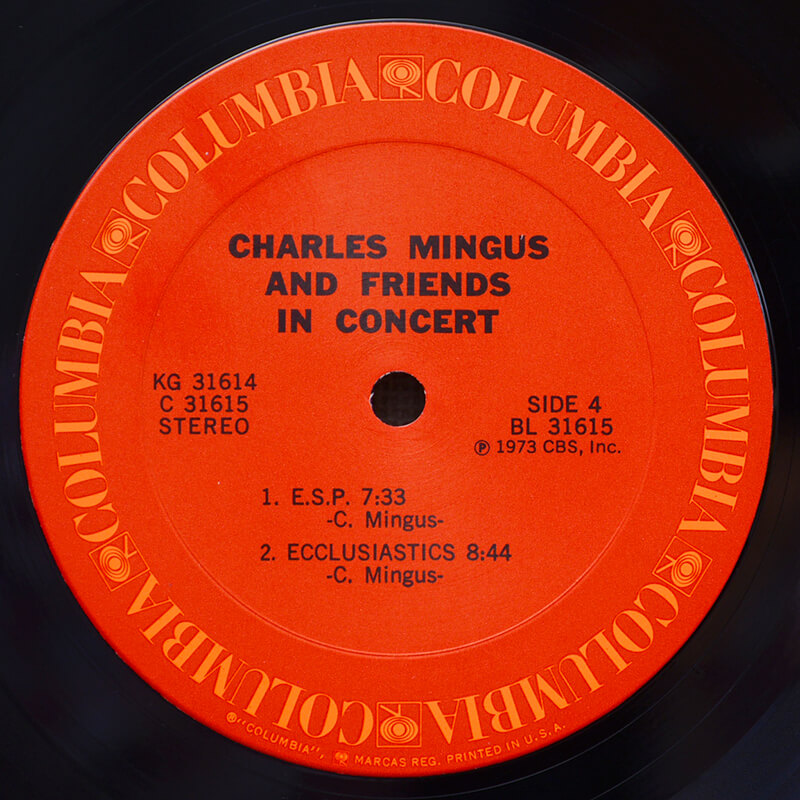 COLUMBIA COLUMBIA COLUMBIA COLUMBIA COLUMBIA COLUMBIA
CHARLES MINGUS
AND FRIENDS
IN CONCERT
KG 31614
C 31615
STEREO
SIDE 4
BL 31615
℗ 1973 CBS, Inc.
1. E.S.P. 7:33
-C. Mingus-
2. ECCLUSIASTICS 8:44
-C. Mingus-
®"COLUMBIA", MARCAS REG. PRINTED IN U.S.A.